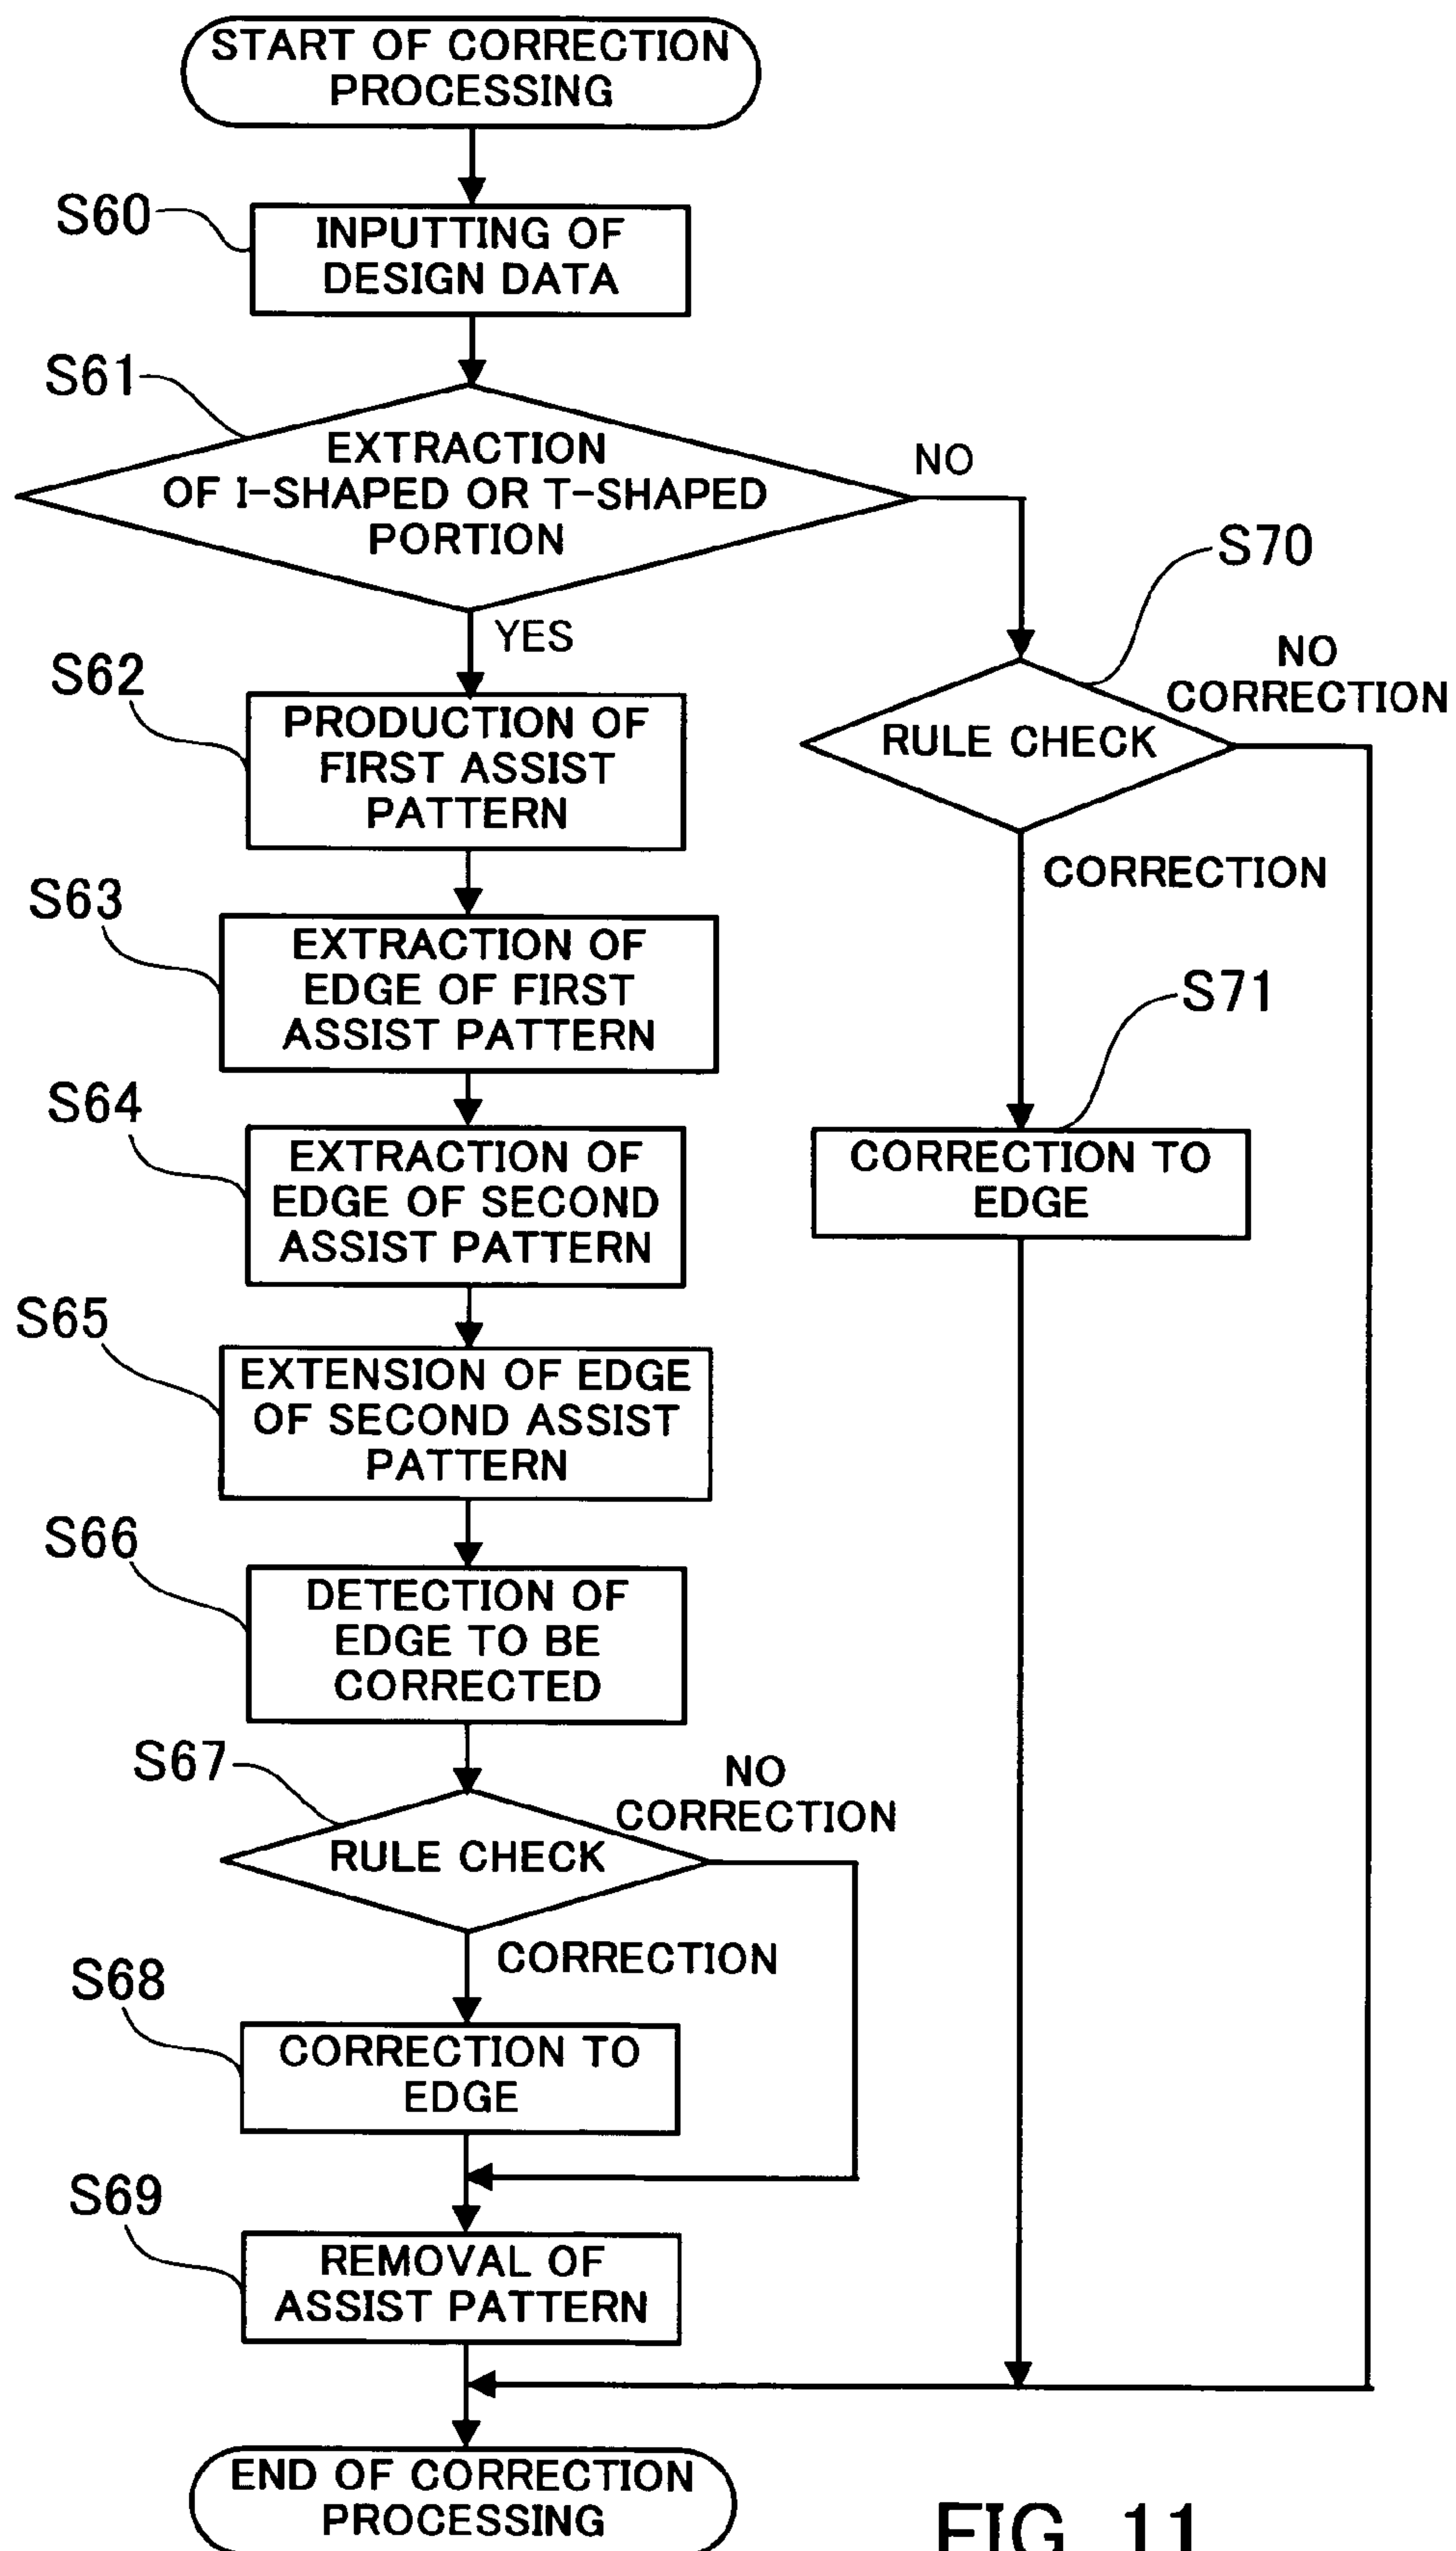 START OF CORRECTION
PROCESSING
S60
INPUTTING OF
DESIGN DATA
S61
EXTRACTION
OF I-SHAPED OR T-SHAPED
PORTION
NO
YES
S70
NO
CORRECTION
RULE CHECK
CORRECTION
S62
PRODUCTION OF
FIRST ASSIST
PATTERN
S63
EXTRACTION OF
EDGE OF FIRST
ASSIST PATTERN
S71
CORRECTION TO
EDGE
S64
EXTRACTION OF
EDGE OF SECOND
ASSIST PATTERN
S65
EXTENSION OF EDGE
OF SECOND ASSIST
PATTERN
S66
DETECTION OF
EDGE TO BE
CORRECTED
S67
NO
CORRECTION
RULE CHECK
CORRECTION
S68
CORRECTION TO
EDGE
S69
REMOVAL OF
ASSIST PATTERN
END OF CORRECTION
PROCESSING
FIG. 11